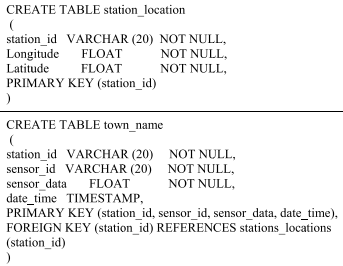 CREATE TABLE station_location
(
station_id VARCHAR (20) NOT NULL,
Longitude FLOAT NOT NULL,
Latitude FLOAT NOT NULL,
PRIMARY KEY (station_id)
)
CREATE TABLE town_name
(
station_id VARCHAR (20) NOT NULL,
sensor_id VARCHAR (20) NOT NULL,
sensor_data FLOAT NOT NULL,
date_time TIMESTAMP,
PRIMARY KEY (station_id, sensor_id, sensor_data, date_time),
FOREIGN KEY (station_id) REFERENCES stations_locations
(station_id)
)